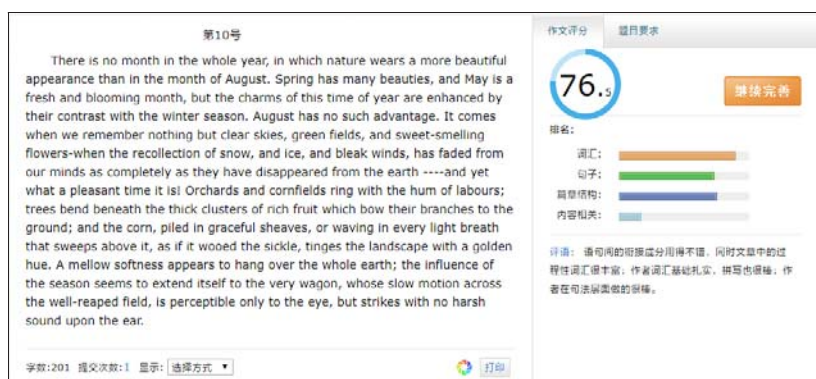 第10号
作文评分 题目要求
There is no month in the whole year, in which nature wears a more beautiful
appearance than in the month of August. Spring has many beauties, and May is a
fresh and blooming month, but the charms of this time of year are enhanced by
their contrast with the winter season. August has no such advantage. It comes
when we remember nothing but clear skies, green fields, and sweet-smelling
flowers-when the recollection of snow, and ice, and bleak winds, has faded from
our minds as completely as they have disappeared from the earth ----and yet
what a pleasant time it is! Orchards and cornfields ring with the hum of labours;
trees bend beneath the thick clusters of rich fruit which bow their branches to the
ground; and the corn, piled in graceful sheaves, or waving in every light breath
that sweeps above it, as if it wooed the sickle, tinges the landscape with a golden
hue. A mellow softness appears to hang over the whole earth; the influence of
the season seems to extend itself to the very wagon, whose slow motion across
the well-reaped field, is perceptible only to the eye, but strikes with no harsh
sound upon the ear.
字数:201 提交次数:1 显示: 选择方式
打印
76.5
继续完善
排名:
词汇:
句子:
篇章结构:
内容相关:
评语: 语句间的衔接成分用得不错,同时文章中的过
程性词汇很丰富;作者词汇基础扎实,拼写也很棒;作
者在句法层面做的很棒。